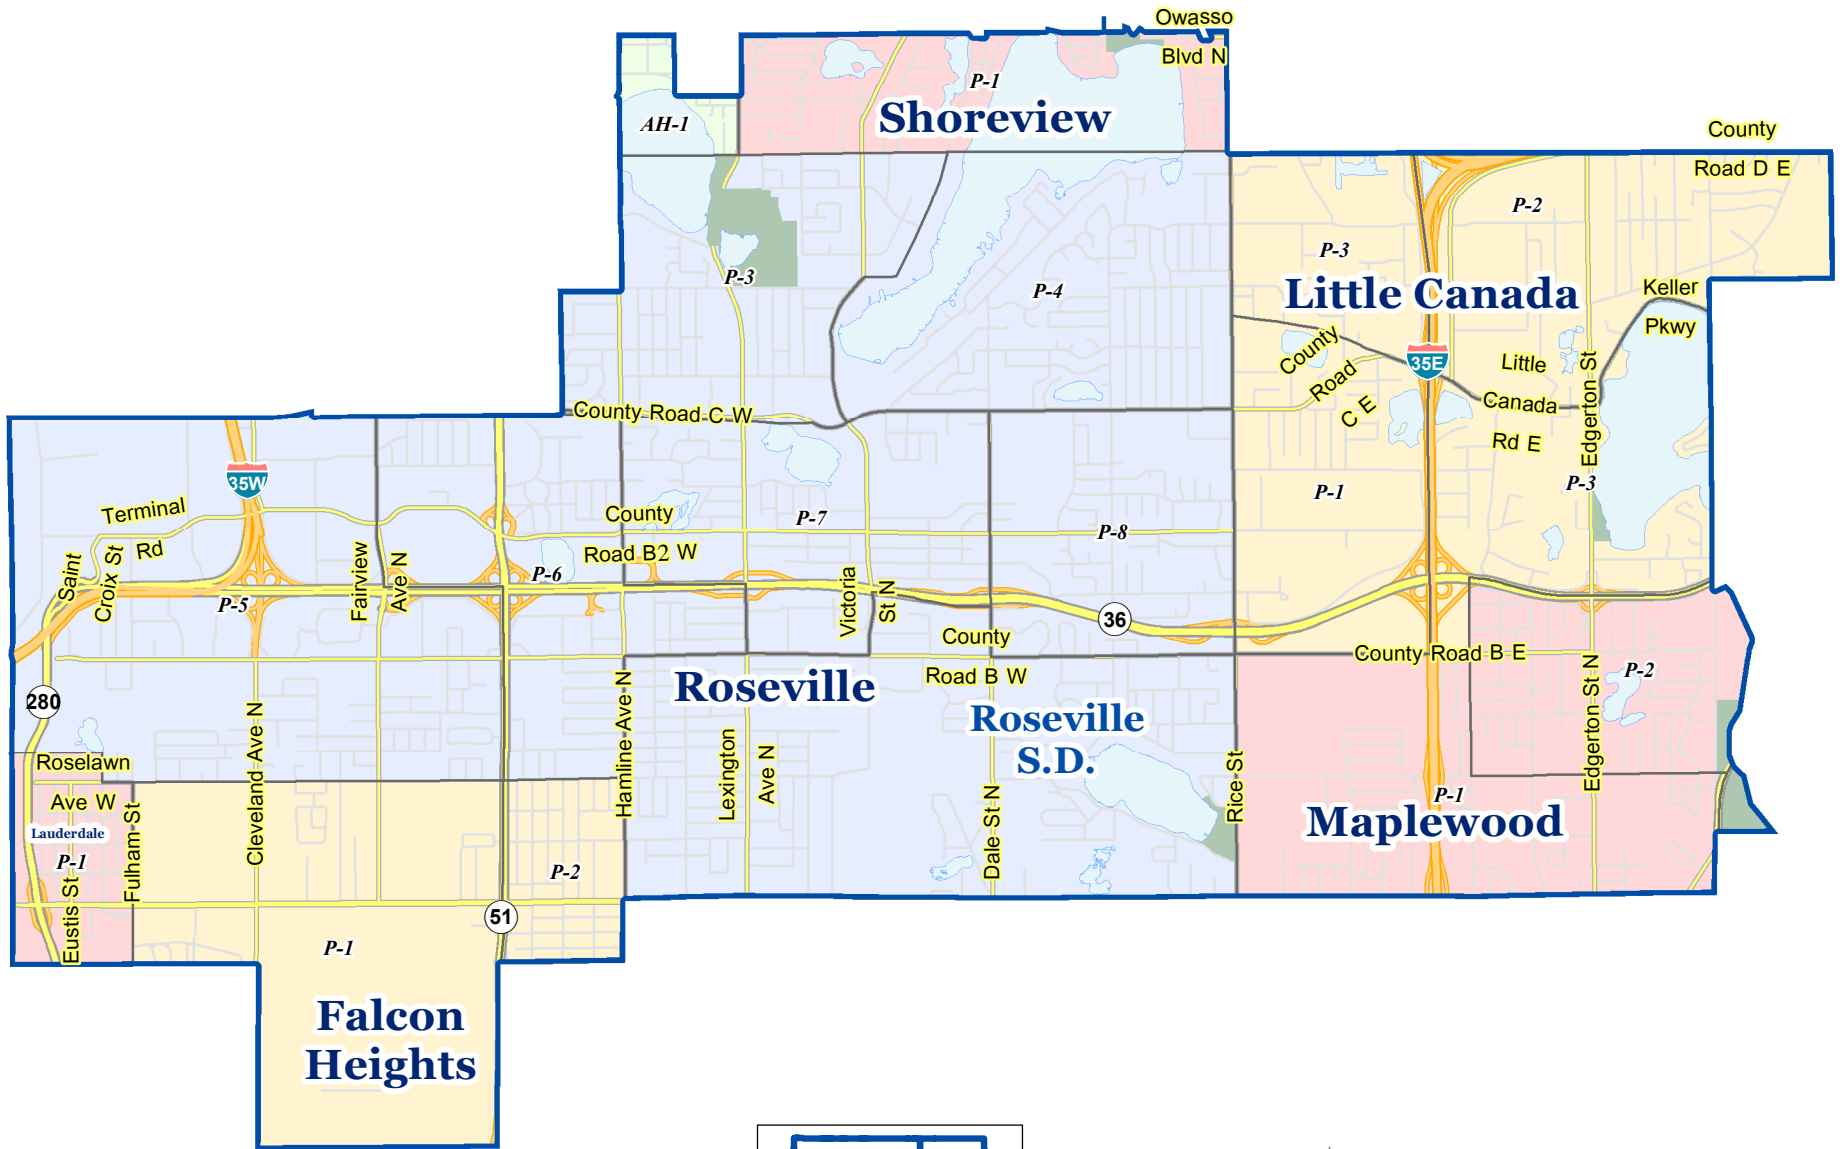 Owasso
Blvd N
P-1
Shoreview
AH-1
County
Road D E
P-2
P-3
P-3
P-4
Little Canada
Keller
Pkwy
County
Road
C E
35E
Little
Canada
Rd E
Edgerton St
County Road C W
35W
P-1
P-3
Terminal
Rd
County
Road B2 W
P-7
P-8
Saint
Croix St
Fairview
Ave N
P-6
P-5
Victoria
St N
36
County
Road B W
County Road B E
P-2
280
Roseville
Roseville
S.D.
Hamline Ave N
Cleveland Ave N
Lexington
Ave N
Dale St N
Rice St
Edgerton St N
Roselawn
Ave W
Lauderdale
P-1
Fulham St
Eustis St
P-1
Maplewood
P-2
51
P-1
Falcon
Heights